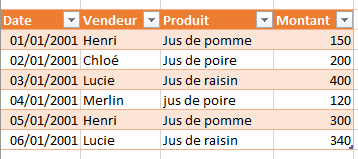 Date Vendeur Produit Montant
01/01/2001 Henri Jus de pomme 150
02/01/2001 Chloé Jus de poire 200
03/01/2001 Lucie Jus de raisin 400
04/01/2001 Merlin jus de poire 120
05/01/2001 Henri Jus de pomme 300
06/01/2001 Lucie Jus de raisin 340